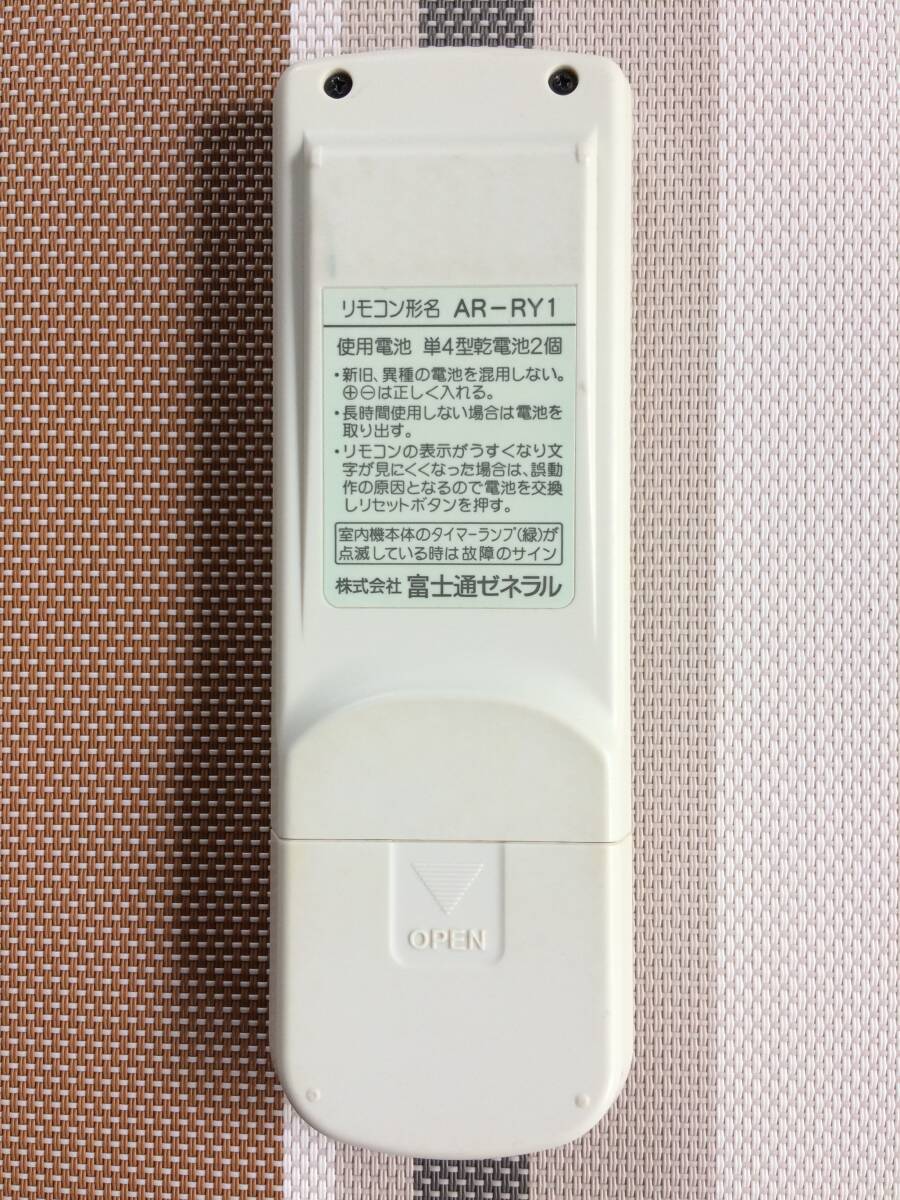 リモコン形名 AR-RY1
使用電池 単4型乾電池2個
・新旧、異種の電池を混用しない。
⊕⊖は正しく入れる。
・長時間使用しない場合は電池を
取り出す。
・リモコンの表示がうすくなり文
字が見にくくなった場合は、誤動
作の原因となるので電池を交換
しリセットボタンを押す。
室内機本体のタイマーランプ(緑)が
点滅している時は故障のサイン
株式会社 富士通ゼネラル
OPEN